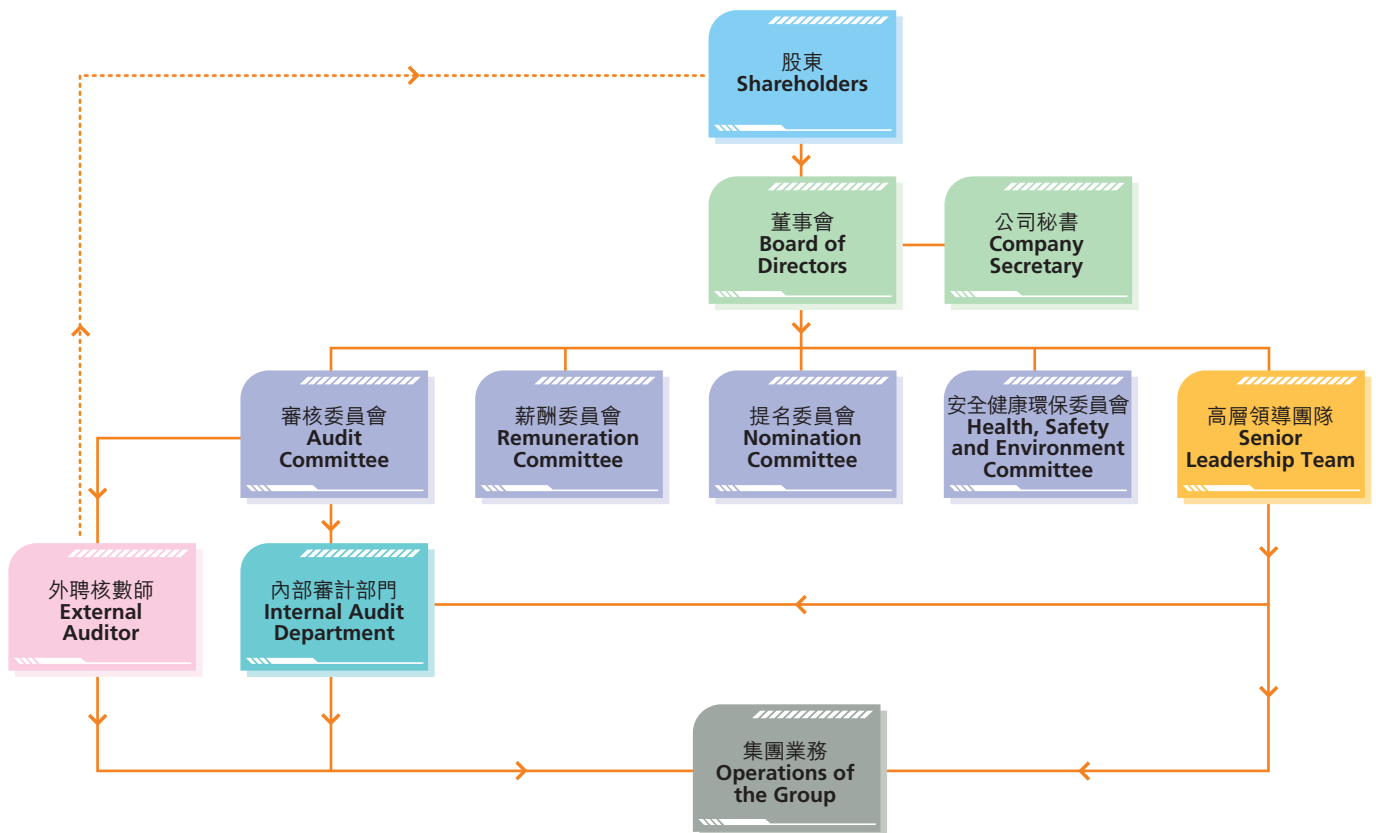 股東
Shareholders
董事會
Board of
Directors
公司秘書
Company
Secretary
審核委員會
Audit
Committee
薪酬委員會
Remuneration
Committee
提名委員會
Nomination
Committee
安全健康環保委員會
Health, Safety
and Environment
Committee
高層領導團隊
Senior
Leadership Team
外聘核數師
External
Auditor
內部審計部門
Internal Audit
Department
集團業務
Operations of
the Group